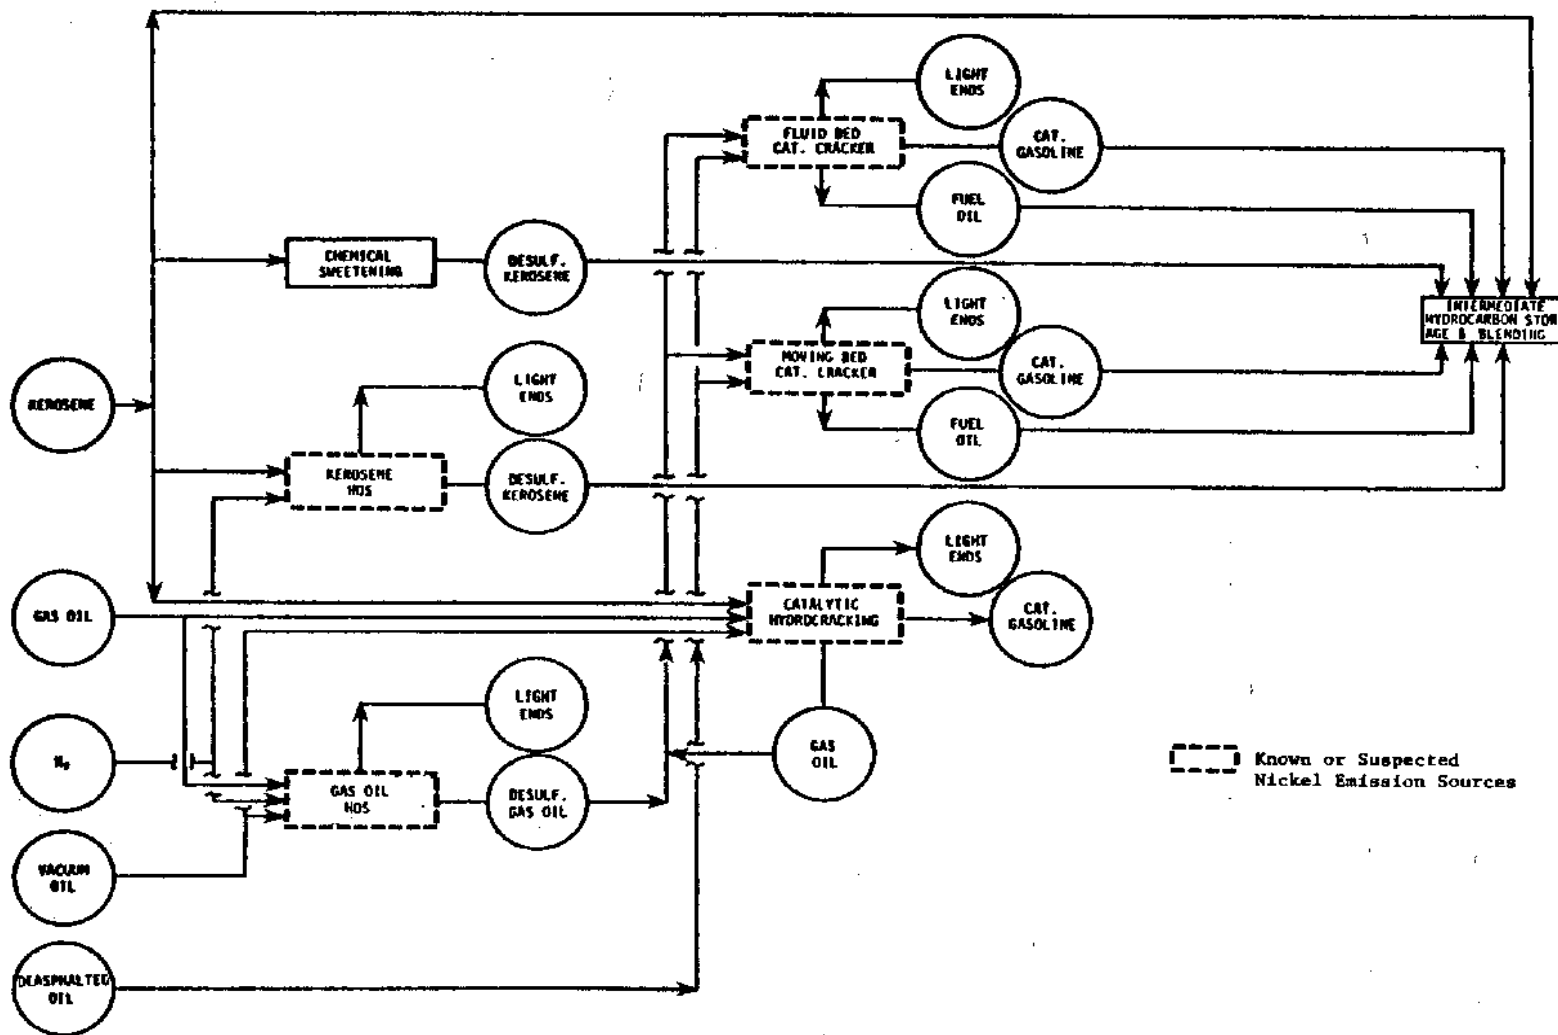 LIGHT
ENDS
FLUID BED
CAT. CRACKER
CAT.
GASOLINE
FUEL
OIL
CHEMICAL
SWEETENING
DESULF.
KEROSENE
LIGHT
ENDS
INTERMEDIATE
HYDROCARBON STOR
AGE & BLENDING
MOVING BED
CAT. CRACKER
CAT.
GASOLINE
LIGHT
ENDS
KEROSENE
FUEL
OIL
KEROSENE
HDS
DESULF.
KEROSENE
LIGHT
ENDS
GAS OIL
CATALYTIC
HYDROCRACKING
CAT.
GASOLINE
LIGHT
ENDS
GAS
OIL
GAS OIL
HDS
DESULF.
GAS OIL
VACUUM
OIL
DEASPHALTED
OIL
Known or Suspected
Nickel Emission Sources